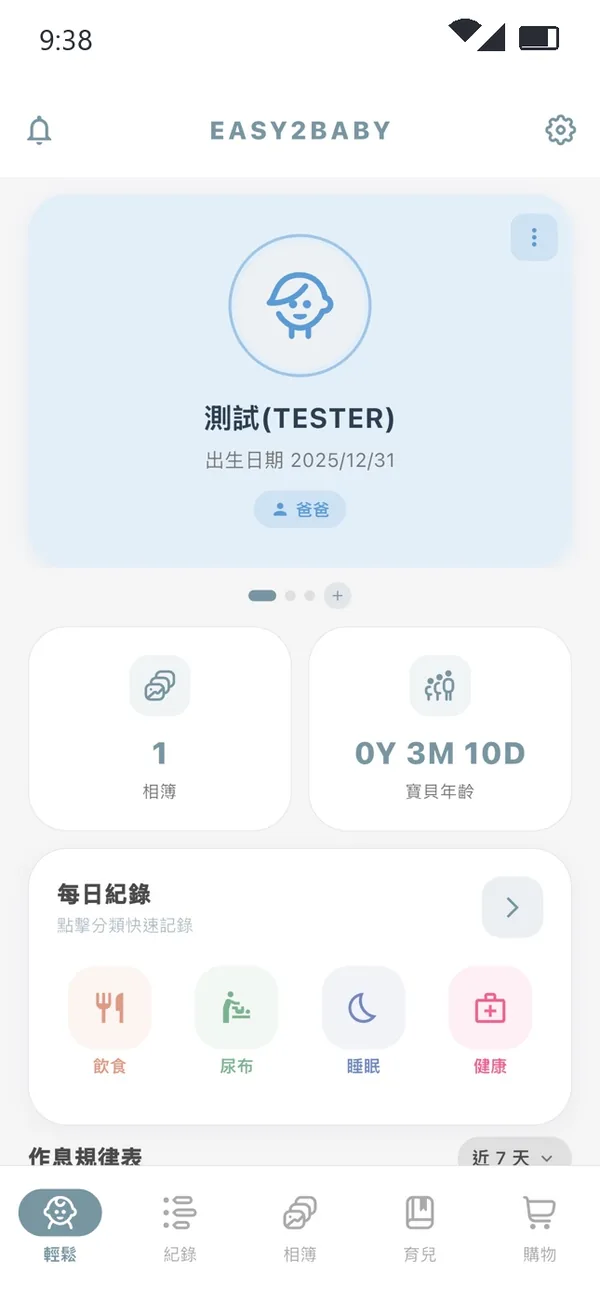 9:38
EASY2BABY
測試(TESTER)
出生日期 2025/12/31
爸爸
+
1
相簿
0Y 3M 10D
寶貝年齡
每日紀錄
點擊分類快速記錄
飲食
尿布
睡眠
健康
作息規律表
近 7 天
輕鬆
紀錄
相簿
育兒
購物